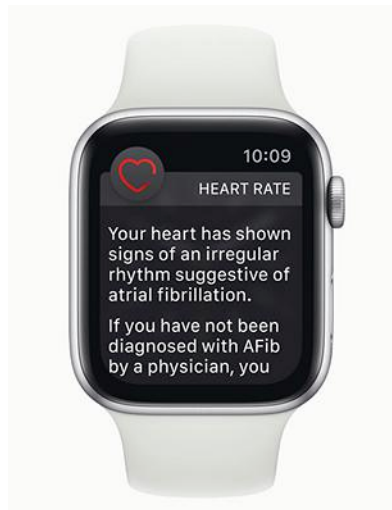 10:09
HEART RATE
Your heart has shown
signs of an irregular
rhythm suggestive of
atrial fibrillation.
If you have not been
diagnosed with AFib
by a physician, you